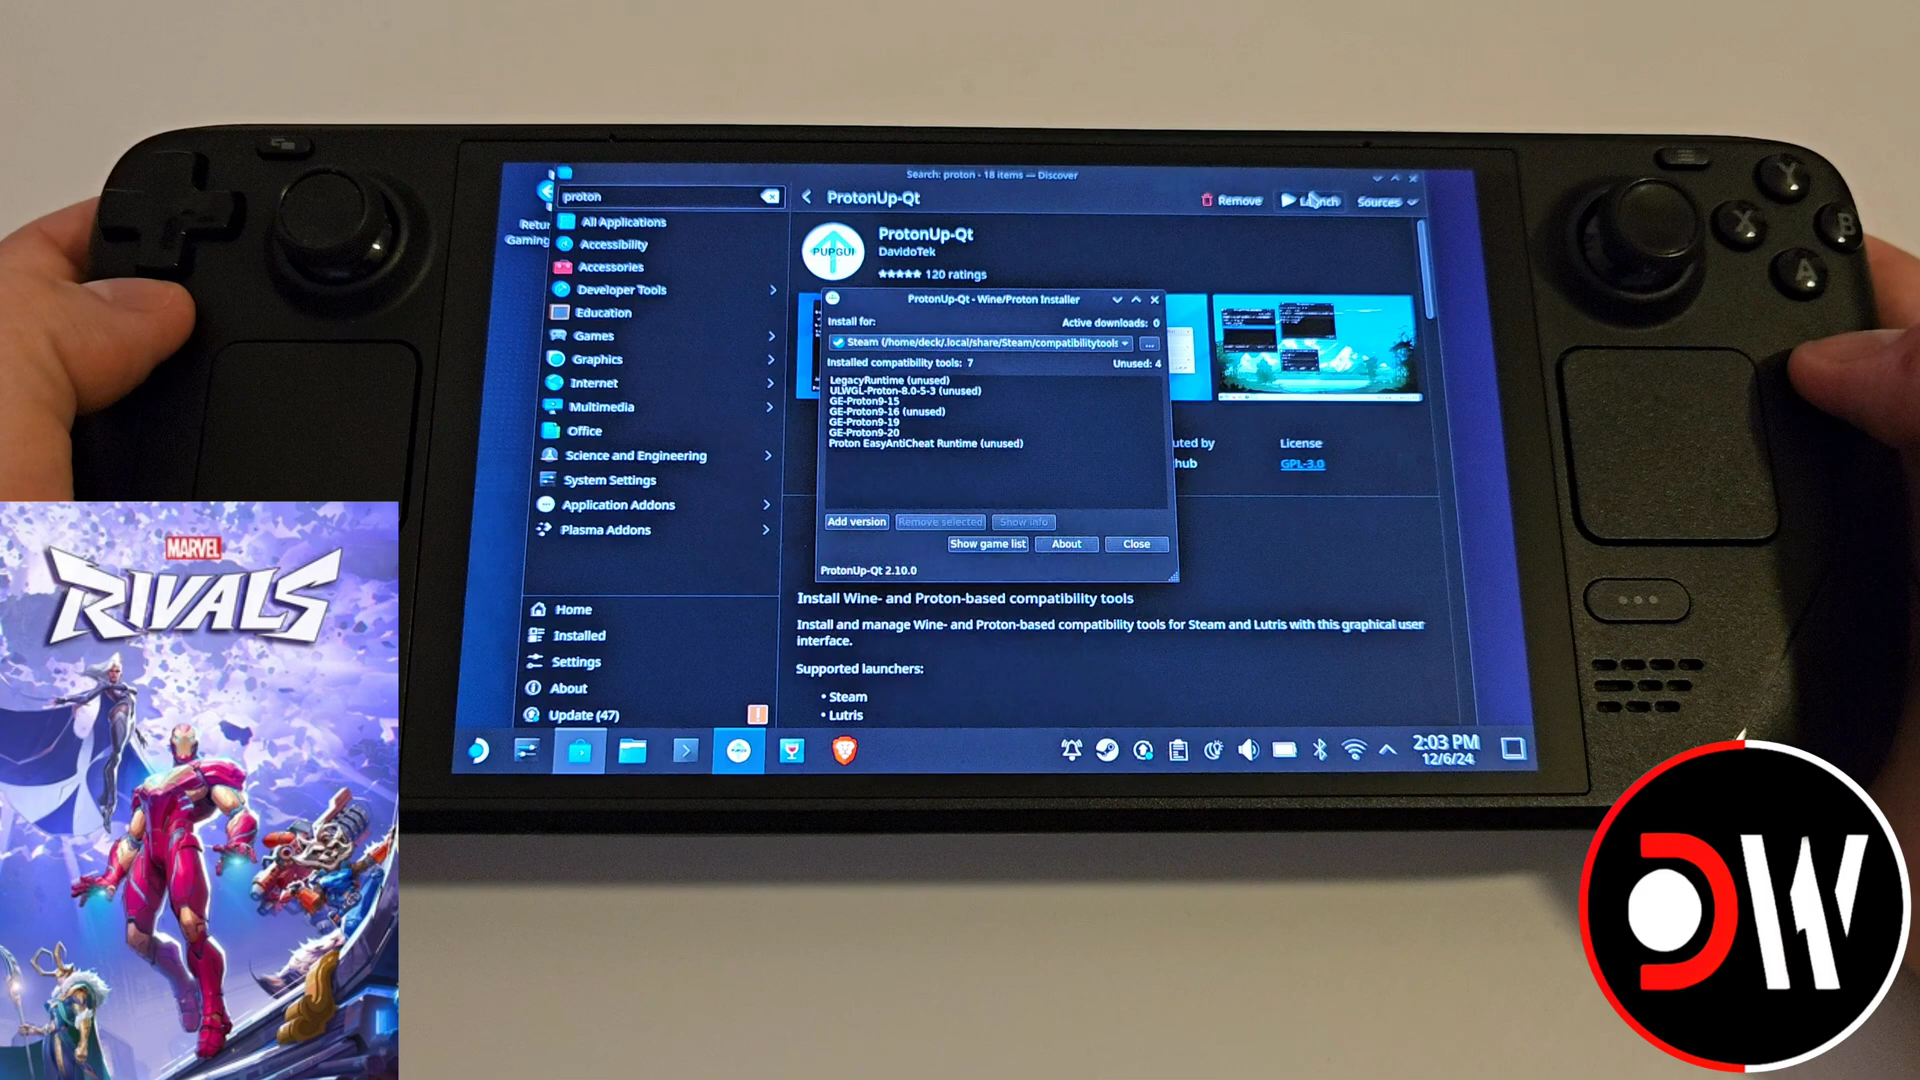 Search: proton - 18 items — Discover
proton
ProtonUp-Qt
Remove
Launch
Sources
Retur
Gaming
All Applications
Accessibility
Accessories
Developer Tools
Education
Games
Graphics
Internet
Multimedia
Office
Science and Engineering
System Settings
Application Addons
Plasma Addons
Home
Installed
Settings
About
Update (47)
PUPGUI
ProtonUp-Qt
DavidoTek
120 ratings
ProtonUp-Qt - Wine/Proton Installer
Install for:
Active downloads: 0
Steam (/home/deck/.local/share/Steam/compatibilitytools
...
Installed compatibility tools: 7
Unused: 4
LegacyRuntime (unused)
ULWGL-Proton-8.0-5-3 (unused)
GE-Proton9-15
GE-Proton9-16 (unused)
GE-Proton9-19
GE-Proton9-20
Proton EasyAntiCheat Runtime (unused)
Add version
Remove selected
Show info
Show game list
About
Close
ProtonUp-Qt 2.10.0
uted by
hub
License
GPL-3.0
Install Wine- and Proton-based compatibility tools
Install and manage Wine- and Proton-based compatibility tools for Steam and Lutris with this graphical user
interface.
Supported launchers:
• Steam
• Lutris
2:03 PM
12/6/24
Y
X
B
A
MARVEL
RIVALS
DW